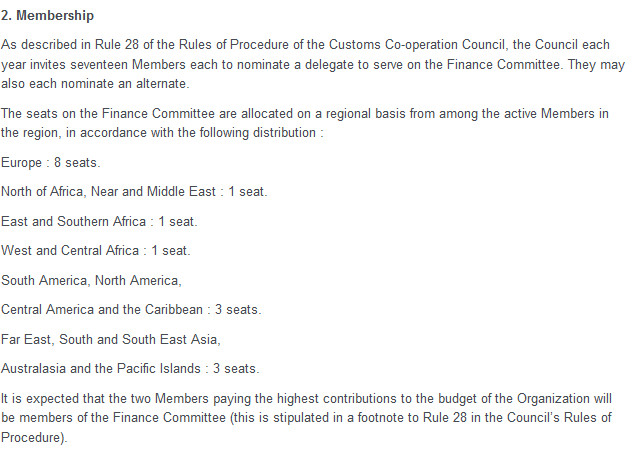 2. Membership
As described in Rule 28 of the Rules of Procedure of the Customs Co-operation Council, the Council each
year invites seventeen Members each to nominate a delegate to serve on the Finance Committee. They may
also each nominate an alternate.
The seats on the Finance Committee are allocated on a regional basis from among the active Members in
the region, in accordance with the following distribution :
Europe : 8 seats.
North of Africa, Near and Middle East : 1 seat.
East and Southern Africa : 1 seat.
West and Central Africa : 1 seat.
South America, North America,
Central America and the Caribbean : 3 seats.
Far East, South and South East Asia,
Australasia and the Pacific Islands : 3 seats.
It is expected that the two Members paying the highest contributions to the budget of the Organization will
be members of the Finance Committee (this is stipulated in a footnote to Rule 28 in the Council's Rules of
Procedure).